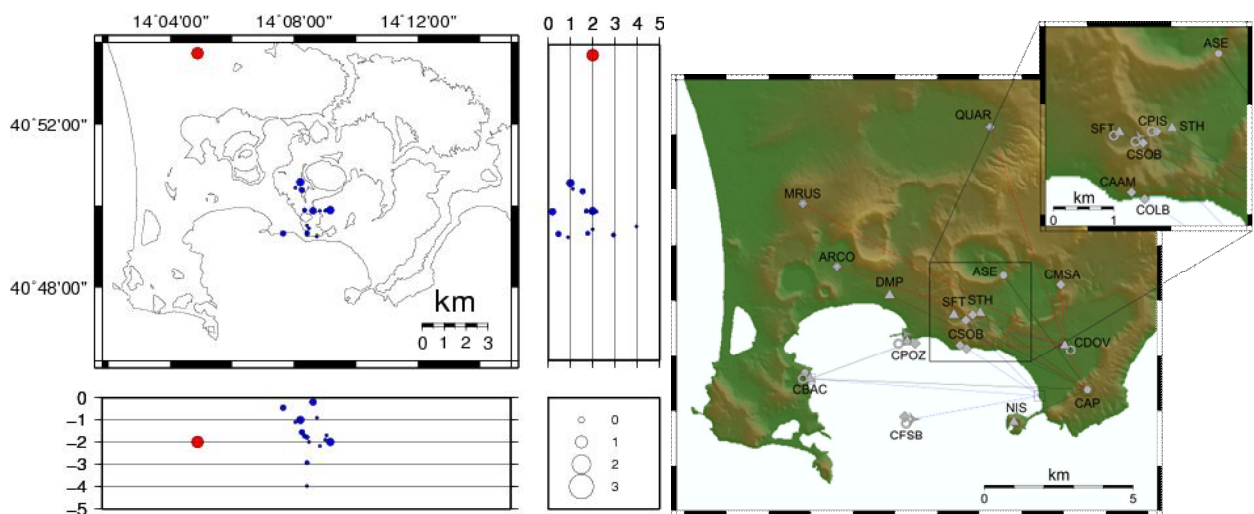 14°04'00" 14°08'00" 14°12'00"
40°52'00"
40°48'00"
km
0 1 2 3
0 1 2 3 4 5
0
−1
−2
−3
−4
−5
0
1
2
3
QUAR
MRUS
ARCO
DMP
ASE
CMSA
SFT STH
CSOB
CPOZ
CDOV
CBAC
CAP
NIS
CFSB
km
0 5
ASE
SFT CPIS STH
CSOB
CAAM
km
COLB
0 1